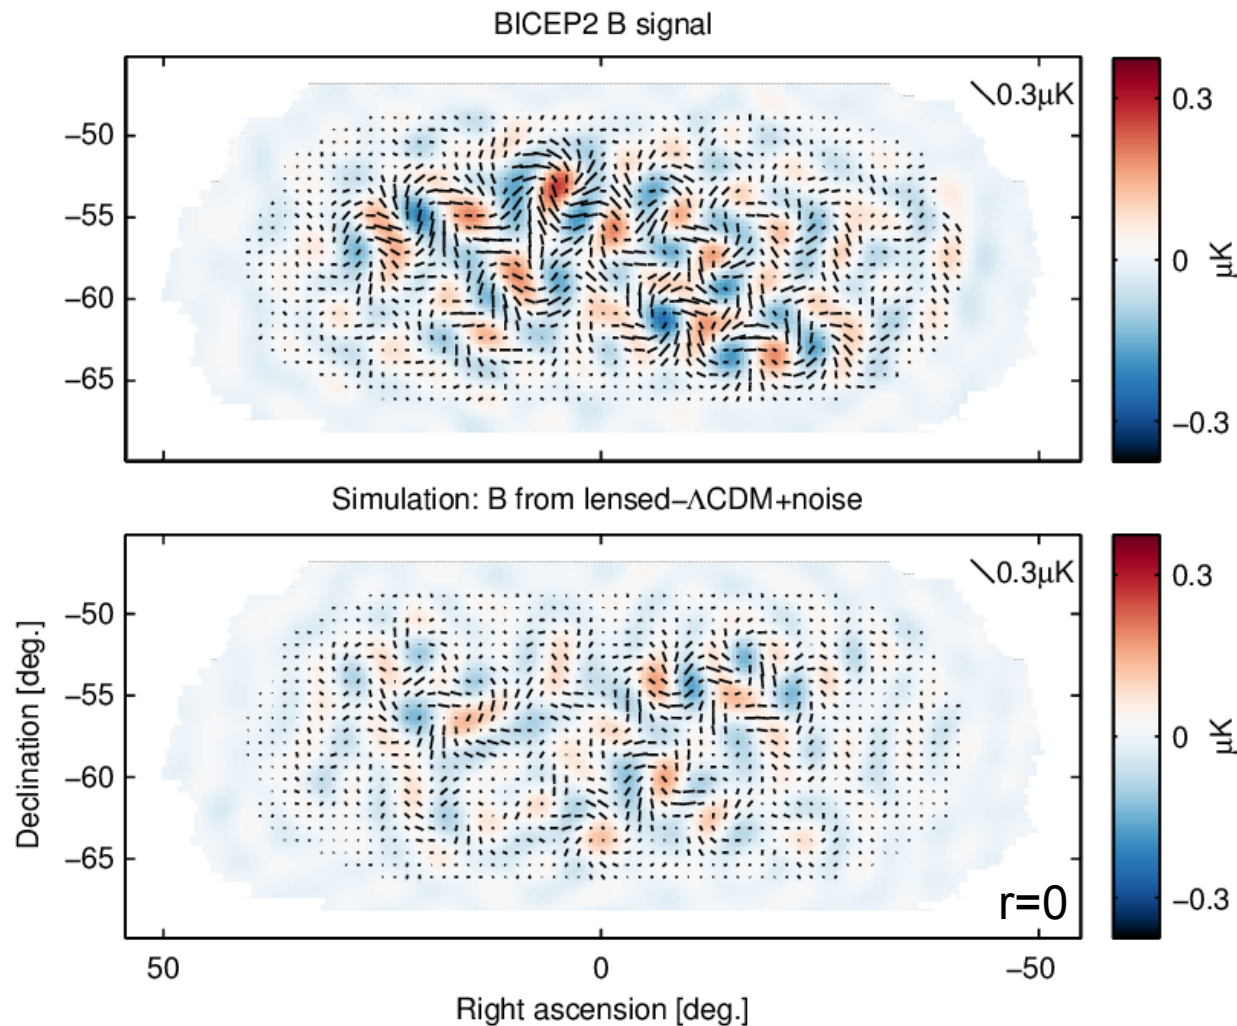 BICEP2 B signal
0.3μK
−50
−55
−60
−65
0.3
0
−0.3
μK
Simulation: B from lensed−ΛCDM+noise
0.3μK
−50
−55
−60
−65
Declination [deg.]
r=0
0.3
0
−0.3
μK
50
0
−50
Right ascension [deg.]